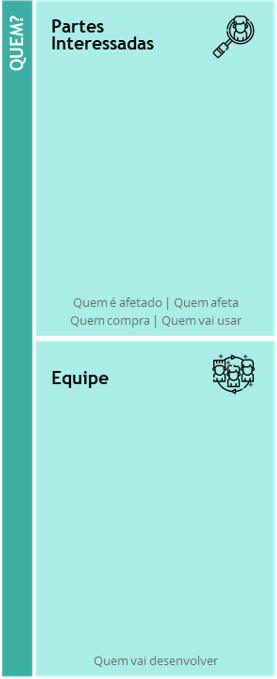 QUEM?
Partes
Interessadas
Quem é afetado | Quem afeta
Quem compra | Quem vai usar
Equipe
Quem vai desenvolver